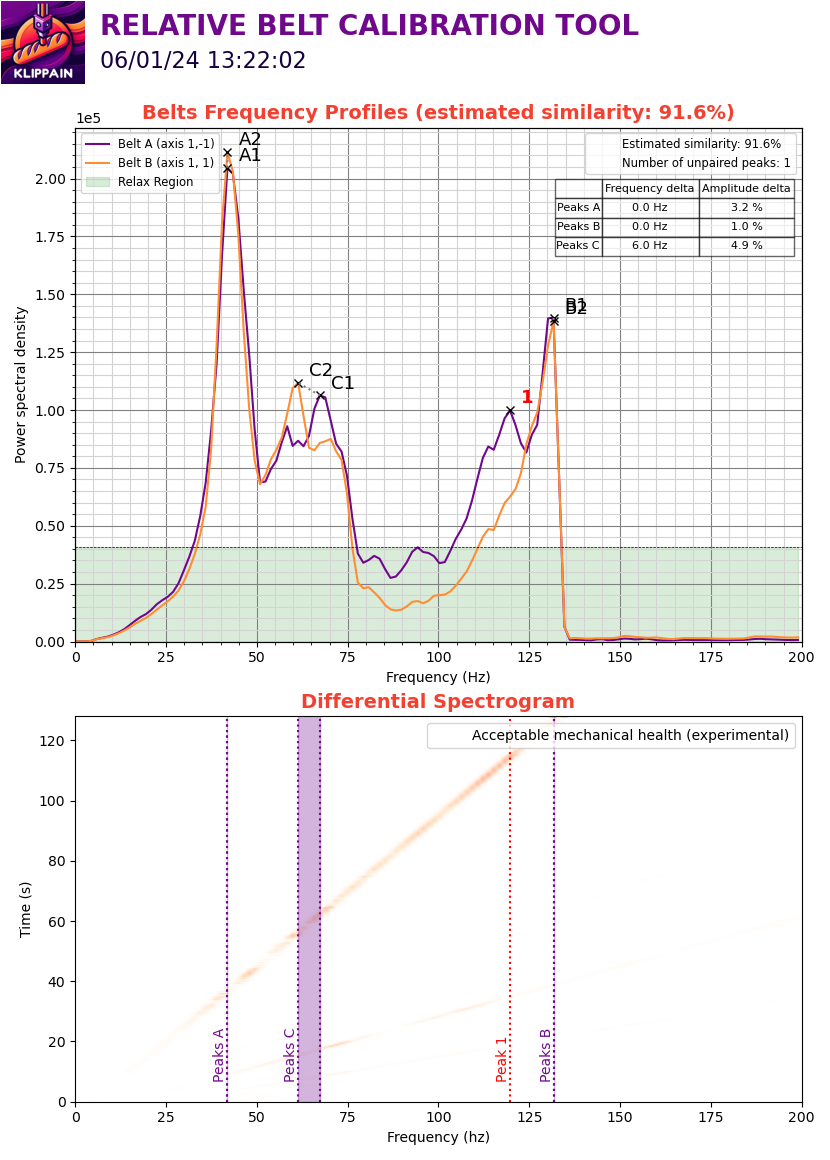 KLIPPAIN
RELATIVE BELT CALIBRATION TOOL
06/01/24 13:22:02
Belts Frequency Profiles (estimated similarity: 91.6%)
1e5
Belt A (axis 1,-1)
Belt B (axis 1, 1)
Relax Region
Estimated similarity: 91.6%
Number of unpaired peaks: 1
Frequency delta Amplitude delta
Peaks A 0.0 Hz 3.2 %
Peaks B 0.0 Hz 1.0 %
Peaks C 6.0 Hz 4.9 %
A2
A1
B1
B2
C2
C1
1
2.00
1.75
1.50
1.25
1.00
0.75
0.50
0.25
0.00
Power spectral density
0 25 50 75 100 125 150 175 200
Frequency (Hz)
Differential Spectrogram
Acceptable mechanical health (experimental)
120
100
80
60
40
20
0
Time (s)
Peaks A
Peaks C
Peak 1
Peaks B
0 25 50 75 100 125 150 175 200
Frequency (hz)